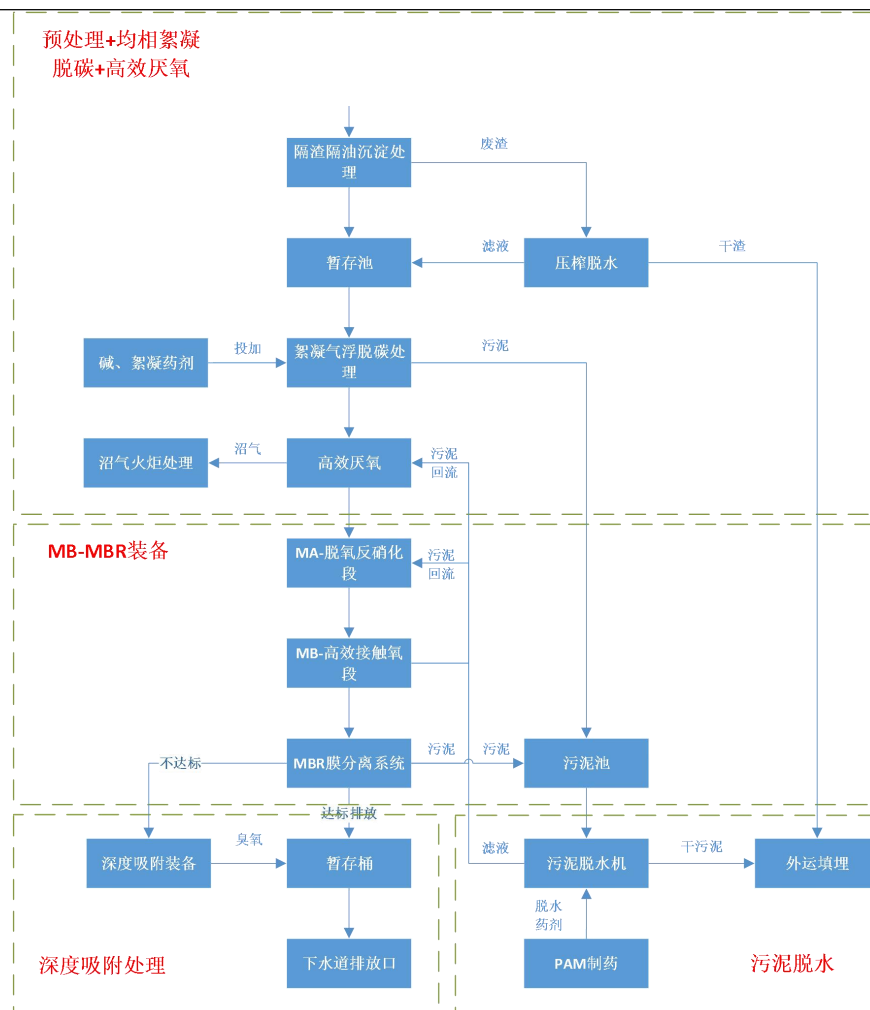 预处理+均相絮凝
脱碳+高效厌氧
隔渣隔油沉淀处
理
废渣
暂存池
滤液
压榨脱水
干渣
碱、絮凝药剂
投加
絮凝气浮脱碳处
理
污泥
沼气火炬处理
沼气
高效厌氧
污泥
回流
MB-MBR装备
MA-脱氧反硝化
段
污泥
回流
MB-高效接触氧
段
不达标
MBR膜分离系统
污泥
污泥
污泥池
达标排放
深度吸附装备
臭氧
暂存桶
滤液
污泥脱水机
干污泥
外运填埋
脱水
药剂
深度吸附处理
下水道排放口
PAM制药
污泥脱水